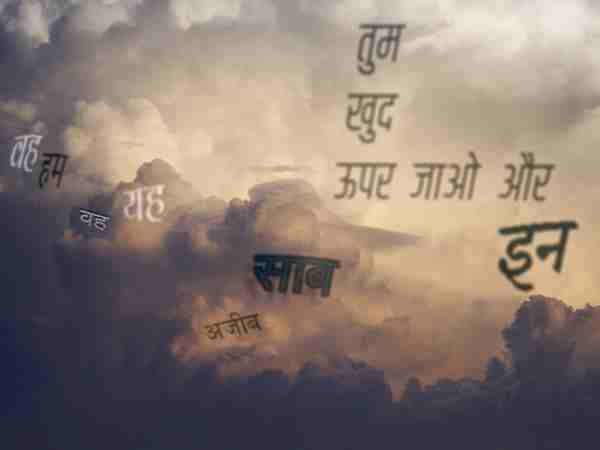 तुम
खुद
ऊपर जाओ और
वह
हम
यह
वह
इन
साब
अजीब